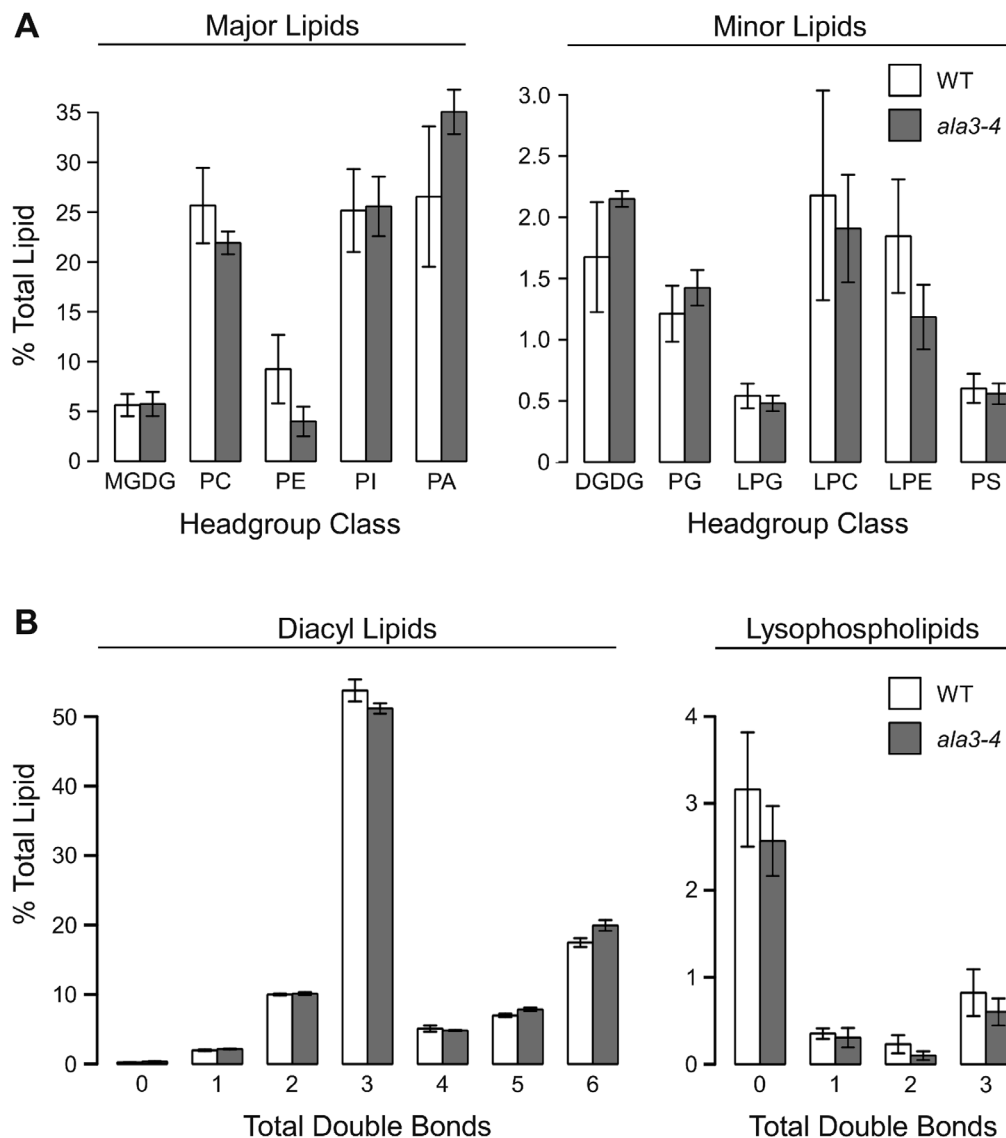 A
Major Lipids
Minor Lipids
% Total Lipid
35
30
25
20
15
10
5
0
MGDG PC PE PI PA
Headgroup Class
3.0
2.5
2.0
1.5
1.0
0.5
0
WT
ala3-4
DGDG PG LPG LPC LPE PS
Headgroup Class
B
Diacyl Lipids
Lysophospholipids
% Total Lipid
50
40
30
20
10
0
0 1 2 3 4 5 6
Total Double Bonds
4
3
2
1
0
WT
ala3-4
0 1 2 3
Total Double Bonds